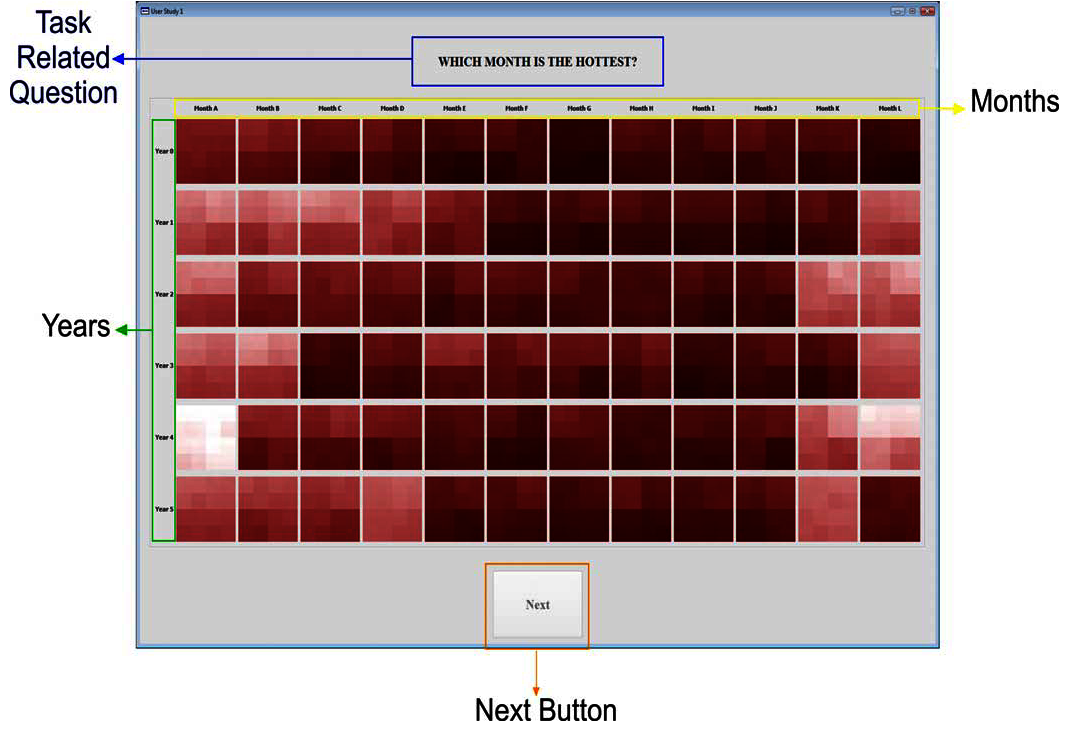 User Study 1
Task
Related
Question
WHICH MONTH IS THE HOTTEST?
Months
Month A Month B Month C Month D Month E Month F Month G Month H Month I Month J Month K Month L
Year 0
Year 1
Year 2
Years
Year 3
Year 4
Year 5
Next
Next Button